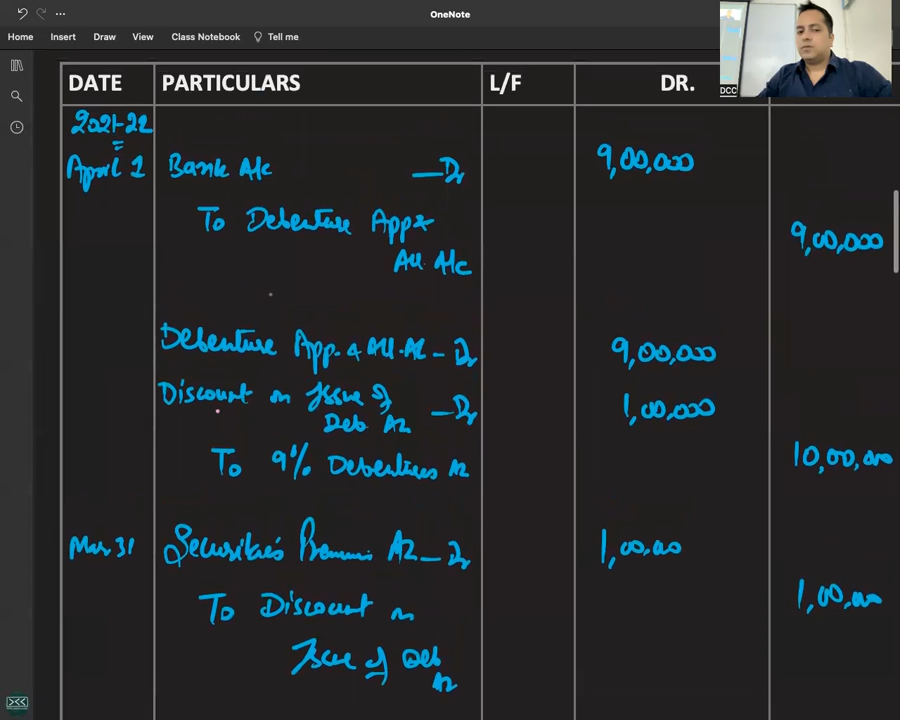 OneNote
Home Insert Draw View Class Notebook Tell me
DCC
DATE PARTICULARS L/F DR.
2021-22
April 1 Bank A/c —Dr 9,00,000
To Debenture App &
All. A/c 9,00,000
Debenture App. & All. A/c – Dr 9,00,000
Discount on Issue of
Deb A/c —Dr 1,00,000
To 9% Debentures A/c 10,00,000
Mar. 31 Securities Premium A/c – Dr 1,00,000
To Discount on 1,00,000
Issue of Deb
A/c
DCC